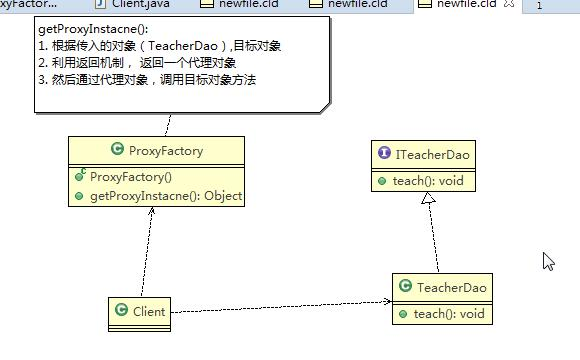 xyFactor...
Client.java
newfile.cld
newfile.cld
newfile.cld
1
getProxyInstacne():
1. 根据传入的对象（TeacherDao）,目标对象
2. 利用返回机制， 返回一个代理对象
3. 然后通过代理对象，调用目标对象方法
ProxyFactory
ProxyFactory()
getProxyInstacne(): Object
ITeacherDao
teach(): void
TeacherDao
teach(): void
Client